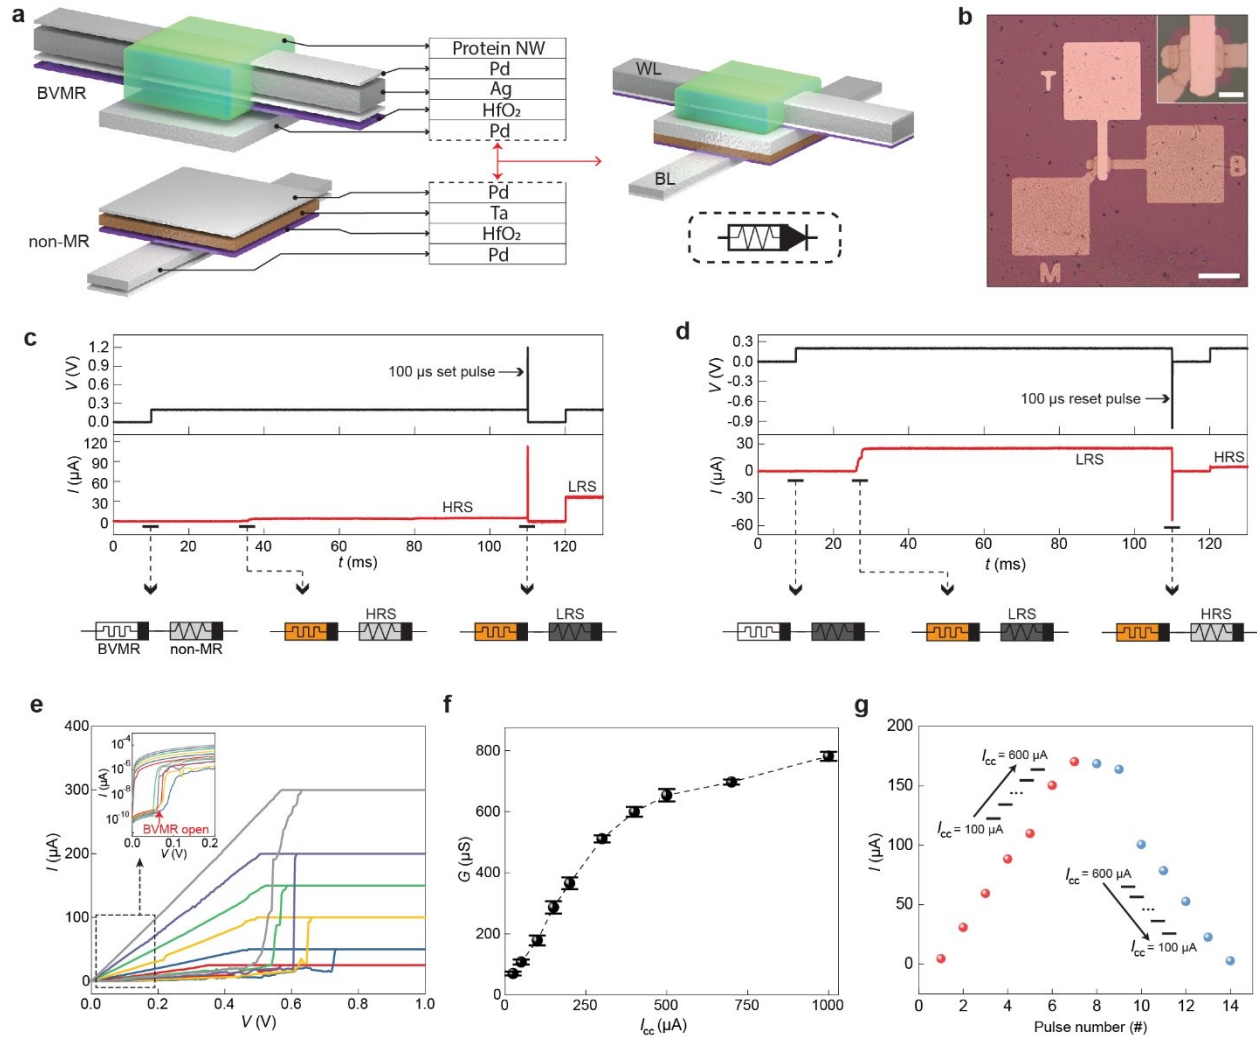 a
BVMR
Protein NW
Pd
Ag
HfO₂
Pd
non-MR
Pd
Ta
HfO₂
Pd
WL
BL
b
T
B
M
c
V (V)
1.2
0.9
0.6
0.3
0.0
100 µs set pulse
I (µA)
120
90
60
30
0
HRS
LRS
0 20 40 60 80 100 120
t (ms)
BVMR
non-MR
HRS
LRS
d
V (V)
0.3
0.0
-0.3
-0.6
-0.9
100 µs reset pulse
I (µA)
30
0
-30
-60
LRS
HRS
0 20 40 60 80 100 120
t (ms)
LRS
HRS
e
I (µA)
400
300
200
100
0
0.0 0.2 0.4 0.6 0.8 1.0
V (V)
I (µA)
10⁻⁴
10⁻⁶
10⁻⁸
10⁻¹⁰
BVMR open
0.0 0.1 0.2
V (V)
f
G (µS)
800
600
400
200
0
250 500 750 1000
Icc (µA)
g
I (µA)
200
150
100
50
0
Icc = 600 µA
...
Icc = 100 µA
Icc = 600 µA
...
Icc = 100 µA
2 4 6 8 10 12 14
Pulse number (#)